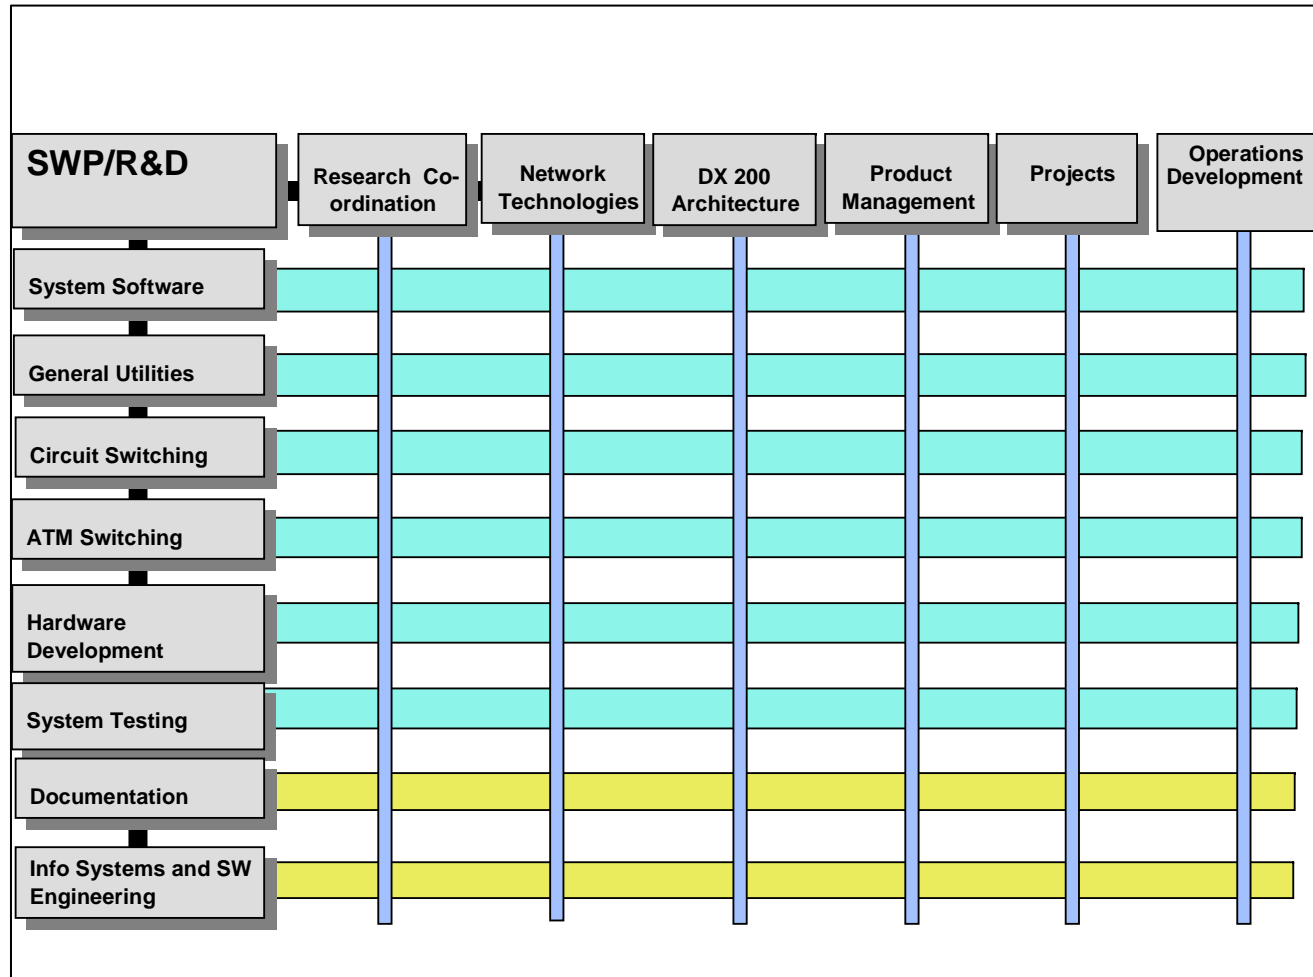 SWP/R&D
Research Co-
ordination
Network
Technologies
DX 200
Architecture
Product
Management
Projects
Operations
Development
System Software
General Utilities
Circuit Switching
ATM Switching
Hardware
Development
System Testing
Documentation
Info Systems and SW
Engineering